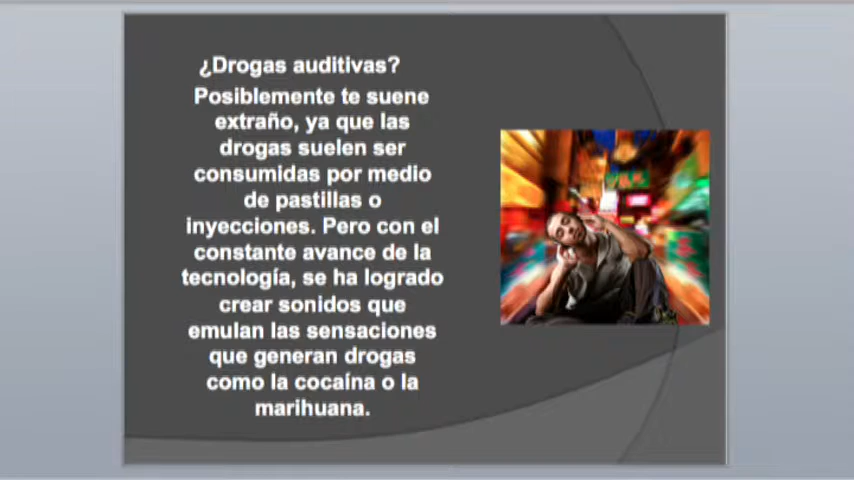 ¿Drogas auditivas?
Posiblemente te suene
extraño, ya que las
drogas suelen ser
consumidas por medio
de pastillas o
inyecciones. Pero con el
constante avance de la
tecnología, se ha logrado
crear sonidos que
emulan las sensaciones
que generan drogas
como la cocaína o la
marihuana.